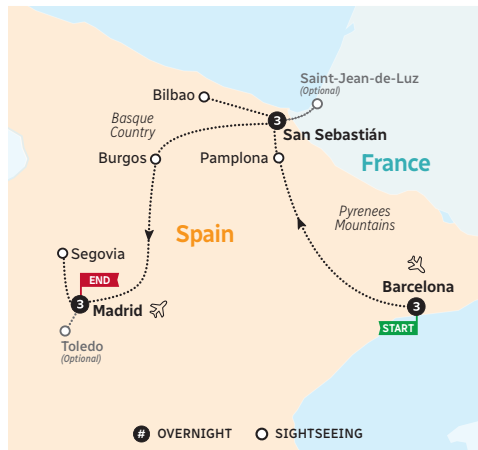 Saint-Jean-de-Luz
(Optional)
Bilbao
3
Basque
Country
San Sebastián
Burgos
Pamplona
France
Pyrenees
Mountains
Spain
Segovia
END
Barcelona
3
Madrid
3
START
Toledo
(Optional)
# OVERNIGHT
SIGHTSEEING